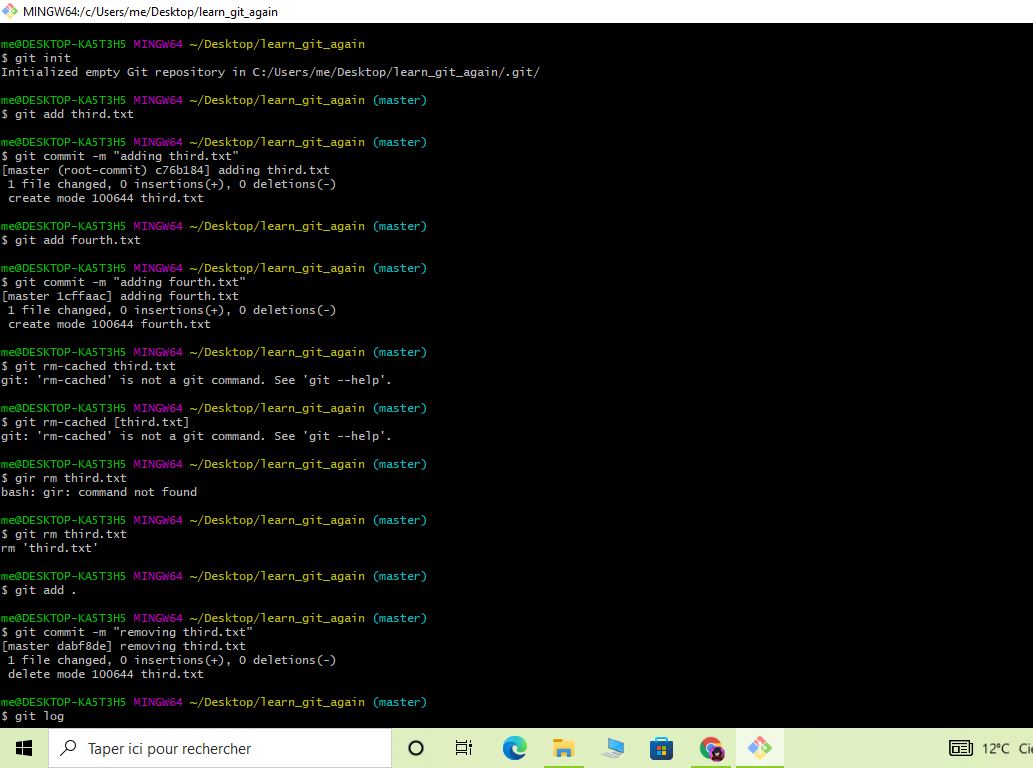 MINGW64:/c/Users/me/Desktop/learn_git_again
me@DESKTOP-KA5T3H5 MINGW64 ~/Desktop/learn_git_again
$ git init
Initialized empty Git repository in C:/Users/me/Desktop/learn_git_again/.git/
me@DESKTOP-KA5T3H5 MINGW64 ~/Desktop/learn_git_again (master)
$ git add third.txt
me@DESKTOP-KA5T3H5 MINGW64 ~/Desktop/learn_git_again (master)
$ git commit -m "adding third.txt"
[master (root-commit) c76b184] adding third.txt
1 file changed, 0 insertions(+), 0 deletions(-)
create mode 100644 third.txt
me@DESKTOP-KA5T3H5 MINGW64 ~/Desktop/learn_git_again (master)
$ git add fourth.txt
me@DESKTOP-KA5T3H5 MINGW64 ~/Desktop/learn_git_again (master)
$ git commit -m "adding fourth.txt"
[master 1cffaac] adding fourth.txt
1 file changed, 0 insertions(+), 0 deletions(-)
create mode 100644 fourth.txt
me@DESKTOP-KA5T3H5 MINGW64 ~/Desktop/learn_git_again (master)
$ git rm-cached third.txt
git: 'rm-cached' is not a git command. See 'git --help'.
me@DESKTOP-KA5T3H5 MINGW64 ~/Desktop/learn_git_again (master)
$ git rm-cached [third.txt]
git: 'rm-cached' is not a git command. See 'git --help'.
me@DESKTOP-KA5T3H5 MINGW64 ~/Desktop/learn_git_again (master)
$ gir rm third.txt
bash: gir: command not found
me@DESKTOP-KA5T3H5 MINGW64 ~/Desktop/learn_git_again (master)
$ git rm third.txt
rm 'third.txt'
me@DESKTOP-KA5T3H5 MINGW64 ~/Desktop/learn_git_again (master)
$ git add .
me@DESKTOP-KA5T3H5 MINGW64 ~/Desktop/learn_git_again (master)
$ git commit -m "removing third.txt"
[master dabf8de] removing third.txt
1 file changed, 0 insertions(+), 0 deletions(-)
delete mode 100644 third.txt
me@DESKTOP-KA5T3H5 MINGW64 ~/Desktop/learn_git_again (master)
$ git log
Taper ici pour rechercher
12°C Cie